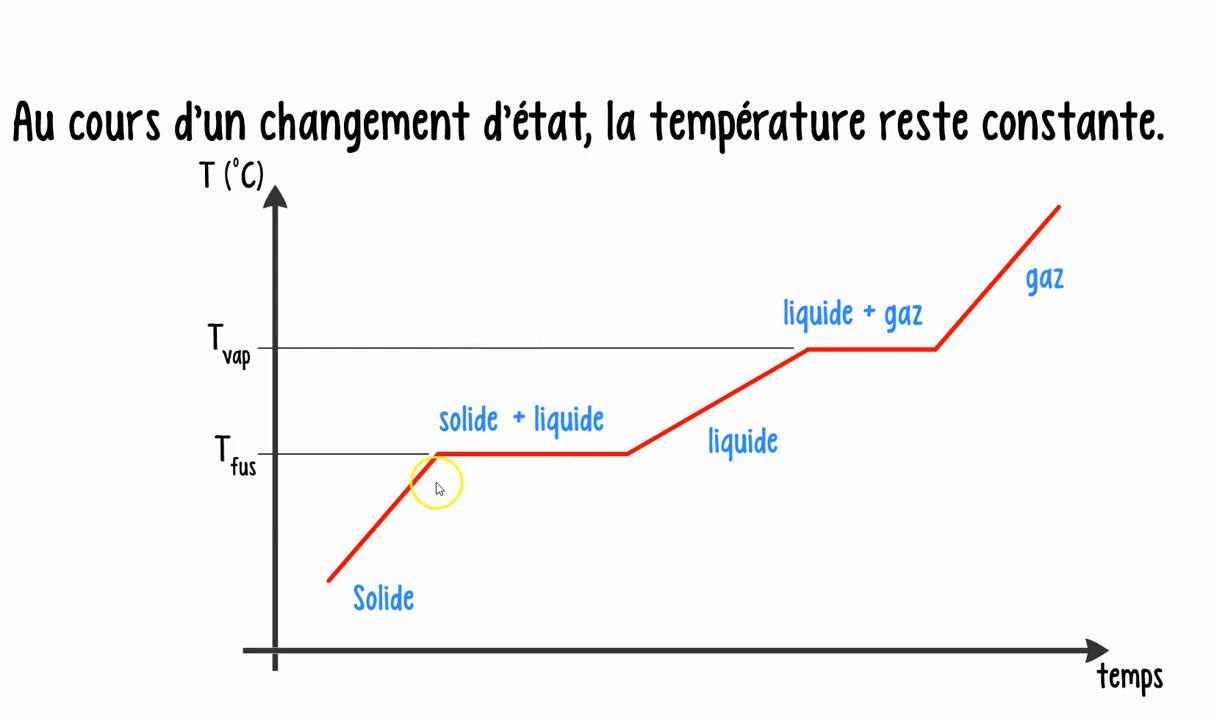 Au cours d'un changement d'état, la température reste constante.
T (°C)
gaz
liquide + gaz
Tvap
solide + liquide
liquide
Tfus
Solide
temps